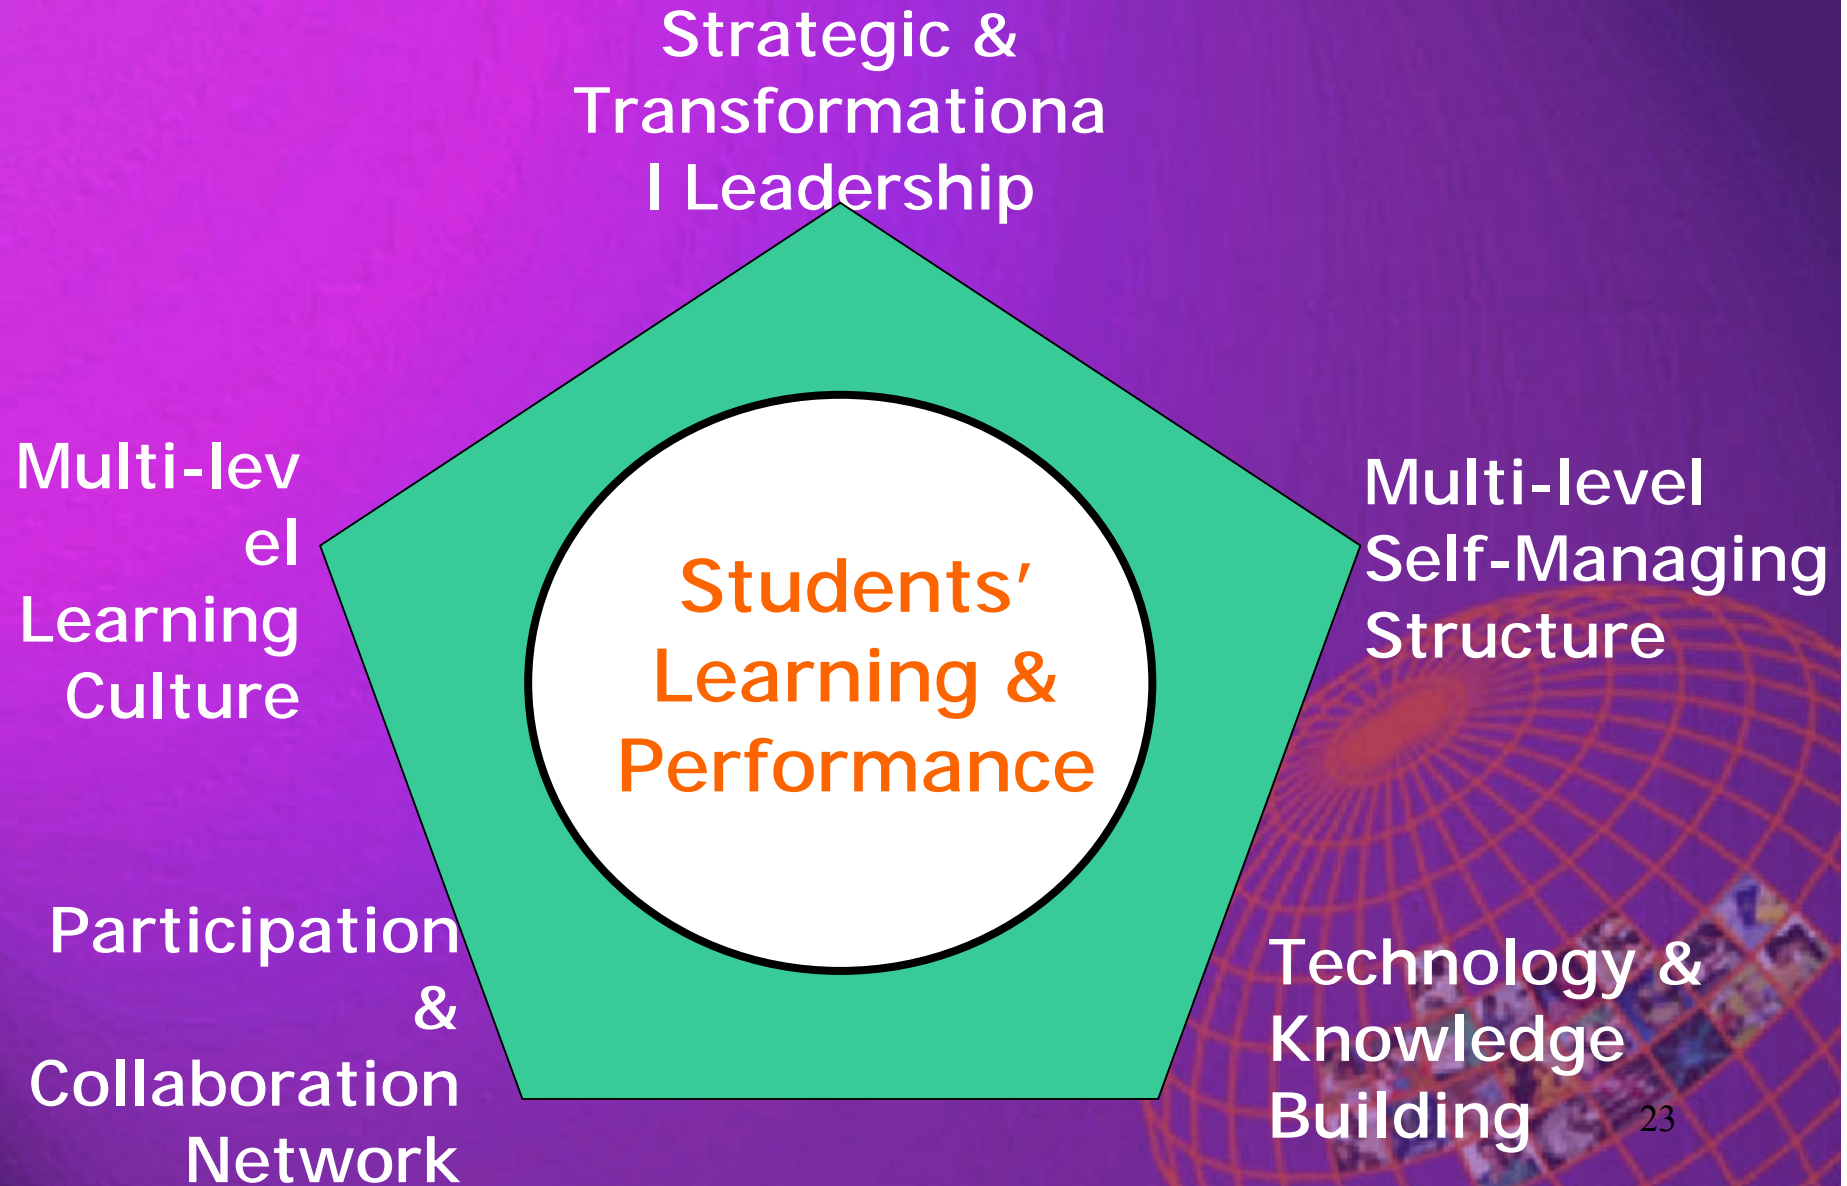 Strategic &
Transformationa
l Leadership
Multi-lev
el
Learning
Culture
Students’
Learning &
Performance
Multi-level
Self-Managing
Structure
Participation
&
Collaboration
Network
Technology &
Knowledge
Building
23